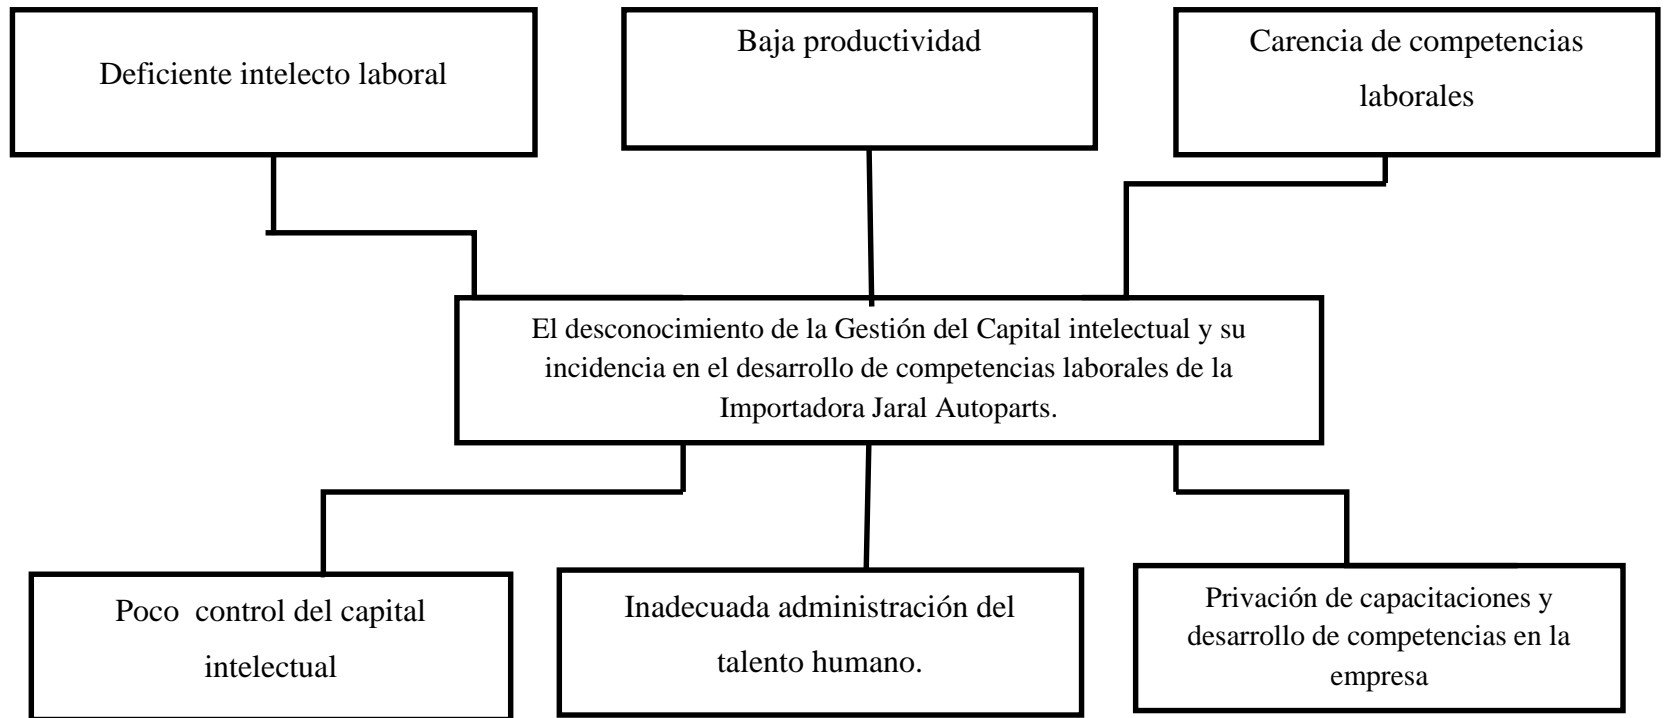 Deficiente intelecto laboral
Baja productividad
Carencia de competencias
laborales
El desconocimiento de la Gestión del Capital intelectual y su
incidencia en el desarrollo de competencias laborales de la
Importadora Jaral Autoparts.
Poco  control del capital
intelectual
Inadecuada administración del
talento humano.
Privación de capacitaciones y
desarrollo de competencias en la
empresa